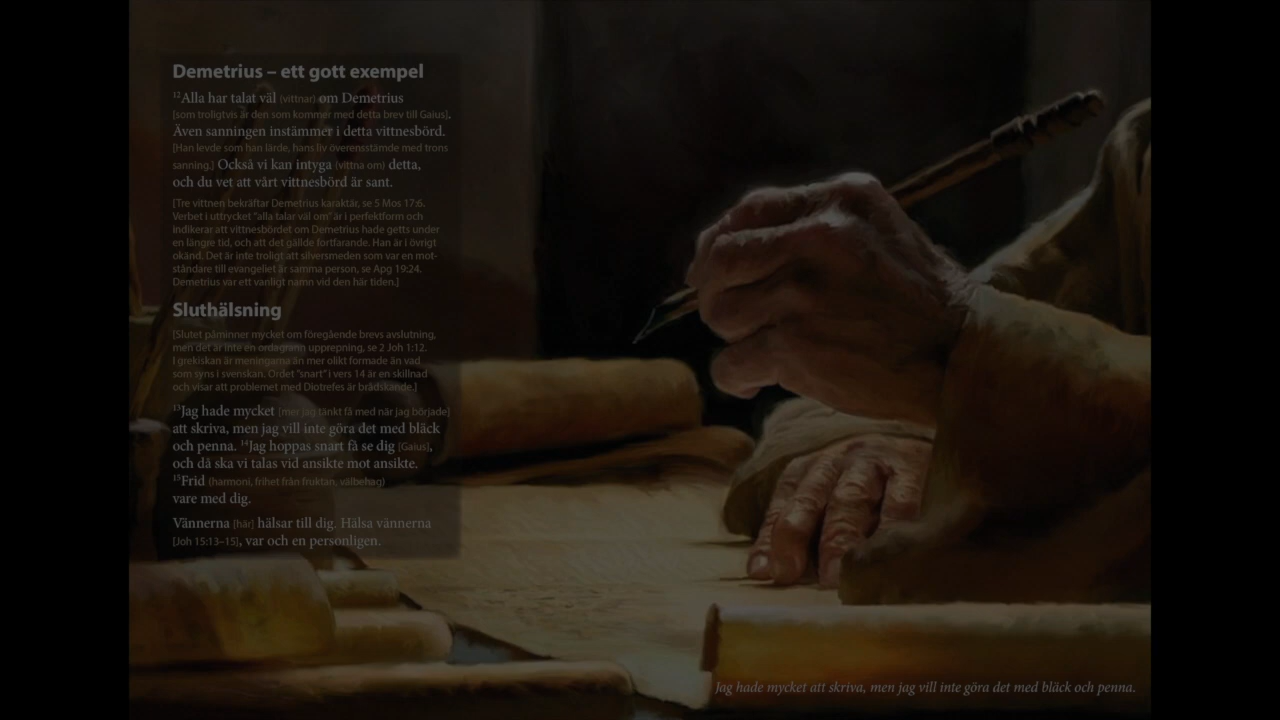 Demetrius – ett gott exempel
¹²Alla har talat väl (vittnar) om Demetrius
[som troligtvis är den som kommer med detta brev till Gaius].
Även sanningen instämmer i detta vittnesbörd.
[Han levde som han lärde, hans liv överensstämde med trons
sanning.] Också vi kan intyga (vittna om) detta,
och du vet att vårt vittnesbörd är sant.
[Tre vittnen bekräftar Demetrius karaktär, se 5 Mos 17:6.
Verbet i uttrycket "alla talar väl om" är i perfektform och
indikerar att vittnesbördet om Demetrius hade getts under
en längre tid, och att det gällde fortfarande. Han är i övrigt
okänd. Det är inte troligt att silversmeden som var en mot-
ståndare till evangeliet är samma person, se Apg 19:24.
Demetrius var ett vanligt namn vid den här tiden.]
Sluthälsning
[Slutet påminner mycket om föregående brevs avslutning,
men det är inte en ordagrann upprepning, se 2 Joh 1:12.
I grekiskan är meningarna än mer olikt formade än vad
som syns i svenskan. Ordet "snart" i vers 14 är en skillnad
och visar att problemet med Diotrefes är brådskande.]
¹³Jag hade mycket [mer jag tänkt få med när jag började]
att skriva, men jag vill inte göra det med bläck
och penna. ¹⁴Jag hoppas snart få se dig [Gaius],
och då ska vi talas vid ansikte mot ansikte.
¹⁵Frid (harmoni, frihet från fruktan, välbehag)
vare med dig.
Vännerna [här] hälsar till dig. Hälsa vännerna
[Joh 15:13–15], var och en personligen.
Jag hade mycket att skriva, men jag vill inte göra det med bläck och penna.